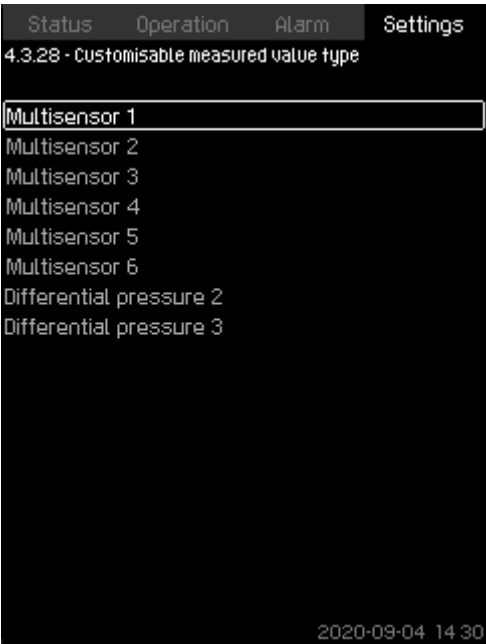 Status Operation Alarm Settings
4.3.28 - Customisable measured value type
Multisensor 1
Multisensor 2
Multisensor 3
Multisensor 4
Multisensor 5
Multisensor 6
Differential pressure 2
Differential pressure 3
2020-09-04 14:30